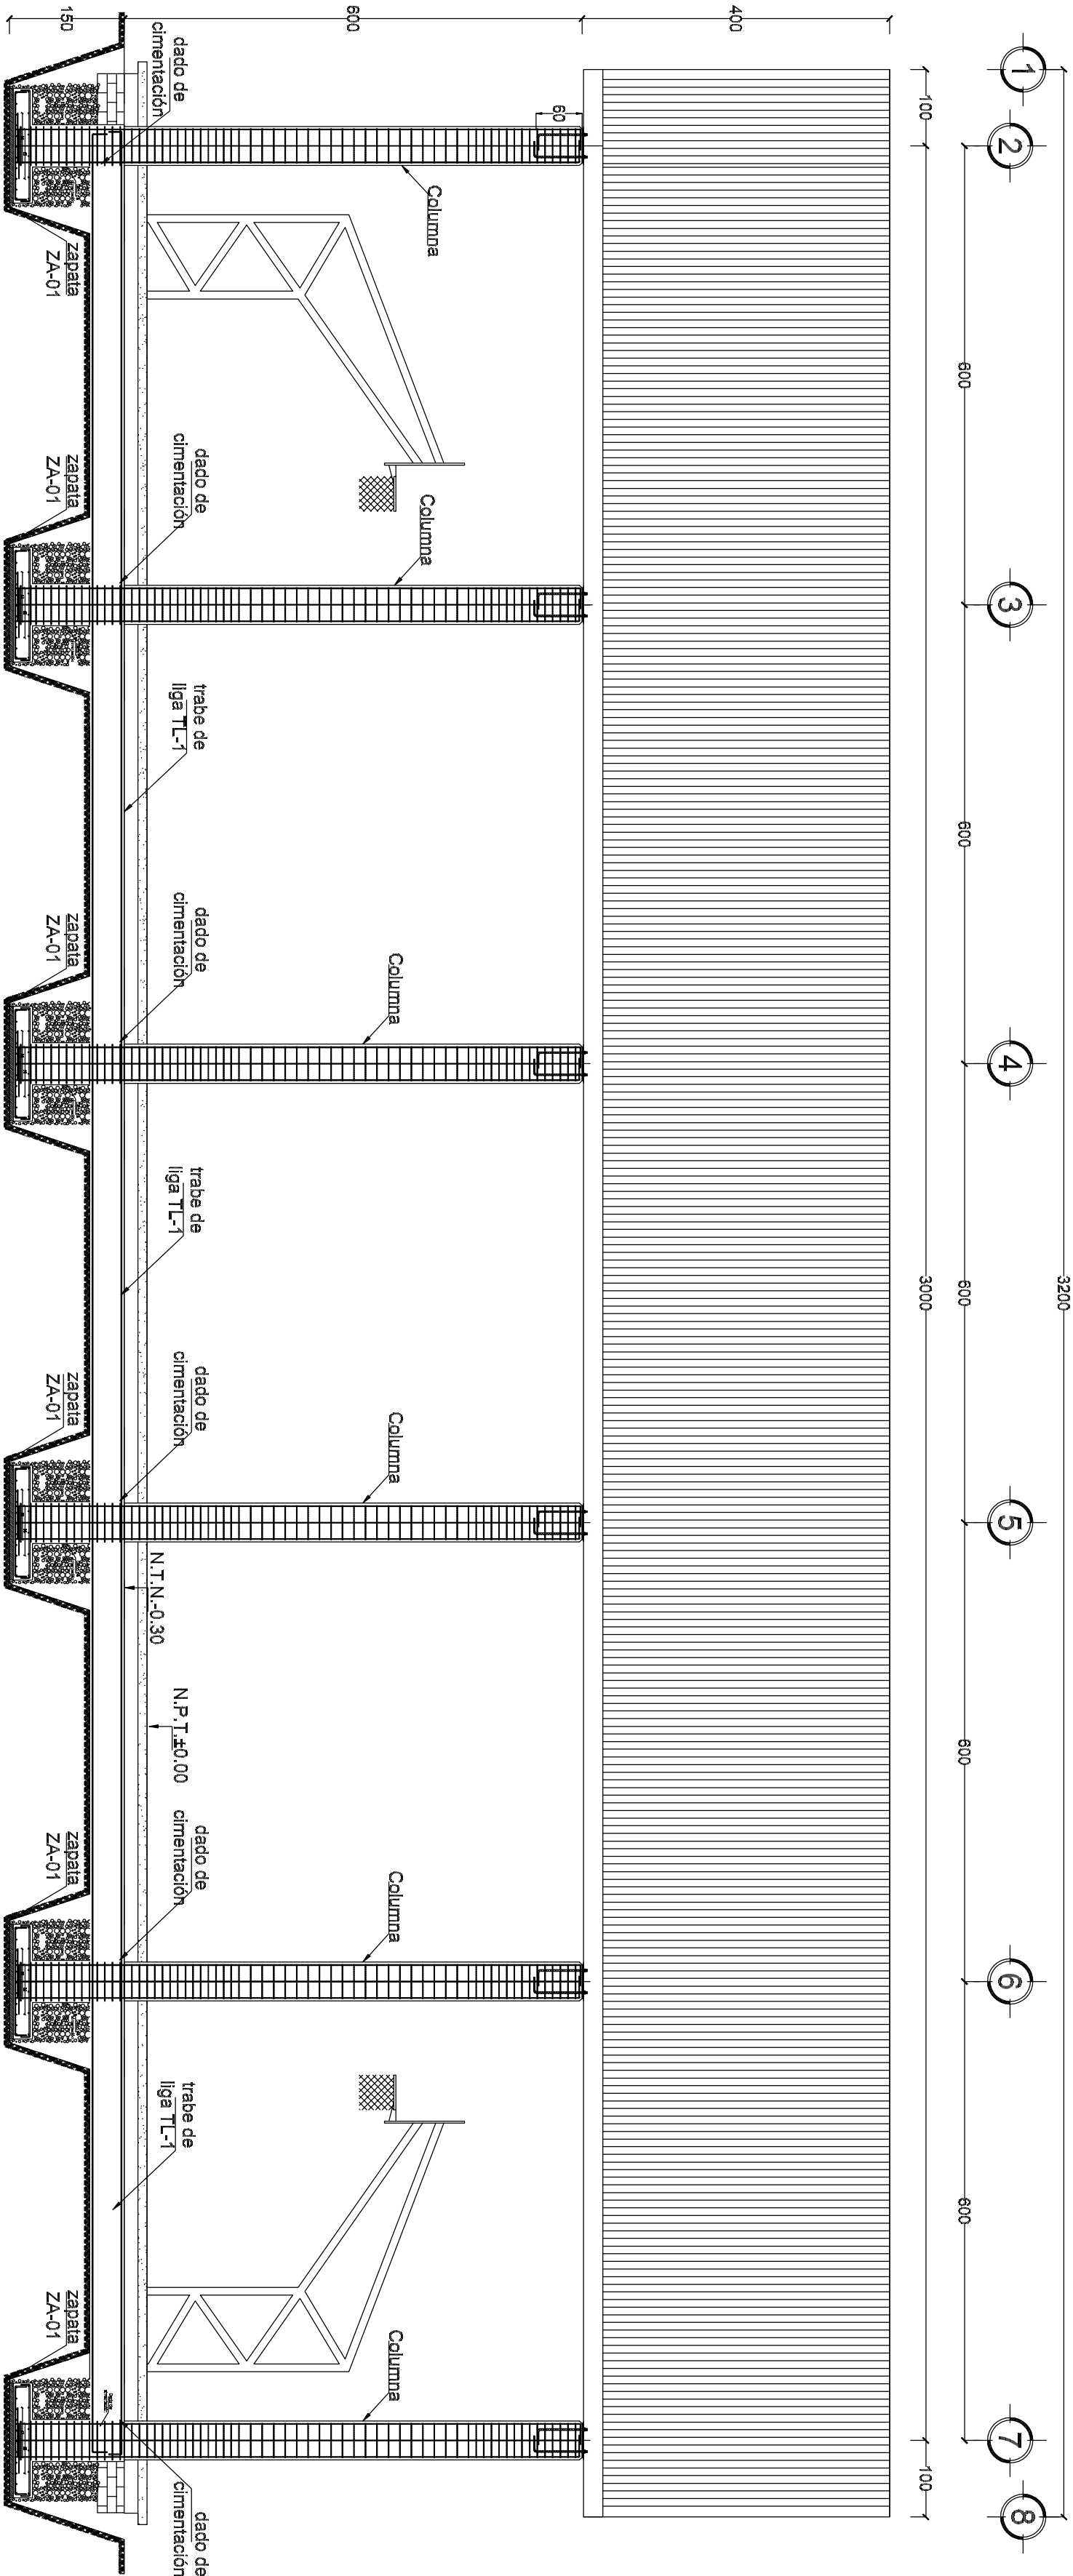 3200
1
2
3
4
5
6
7
8
100
3000
100
600
600
600
600
600
400
600
150
60
Columna
Columna
Columna
Columna
Columna
Columna
dado de
cimentación
dado de
cimentación
dado de
cimentación
dado de
cimentación
dado de
cimentación
dado de
cimentación
trabe de
liga TL-1
trabe de
liga TL-1
trabe de
liga TL-1
N.P.T.±0.00
N.T.N.-0.30
zapata
ZA-01
zapata
ZA-01
zapata
ZA-01
zapata
ZA-01
zapata
ZA-01
zapata
ZA-01